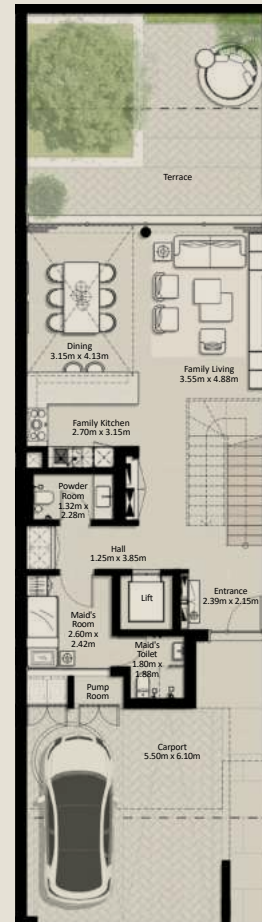 Terrace
Dining
3.15m x 4.13m
Family Living
3.55m x 4.88m
Family Kitchen
2.70m x 3.15m
Powder
Room
1.32m x
2.28m
Hall
1.25m x 3.85m
Lift
Entrance
2.39m x 2.15m
Maid's
Room
2.60m x
2.42m
Maid's
Toilet
1.80m x
1.88m
Pump
Room
Carport
5.50m x 6.10m